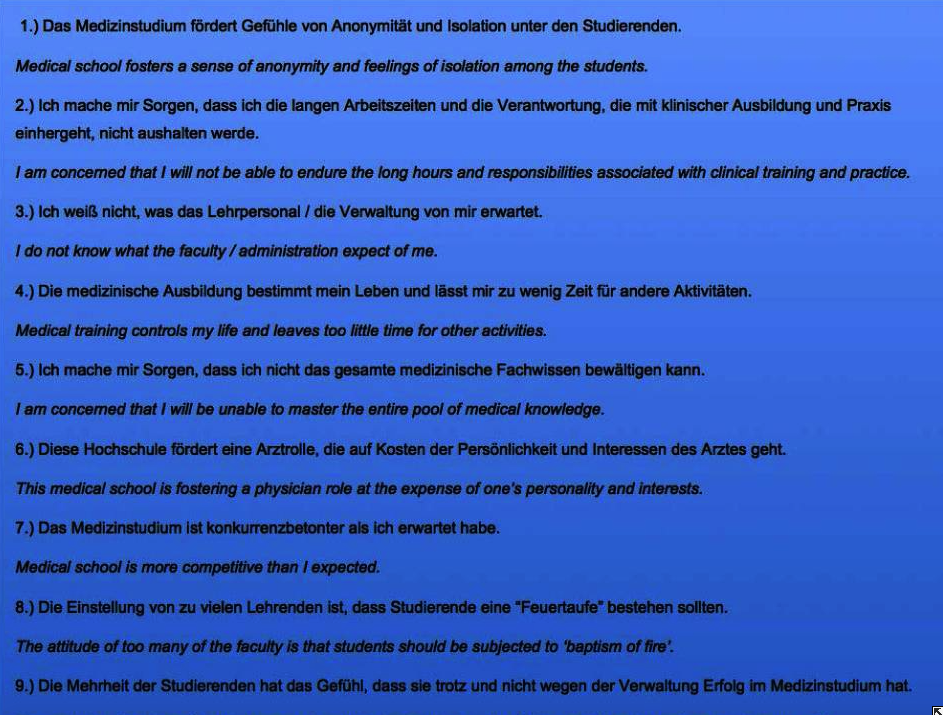 1.) Das Medizinstudium fördert Gefühle von Anonymität und Isolation unter den Studierenden.
Medical school fosters a sense of anonymity and feelings of isolation among the students.
2.) Ich mache mir Sorgen, dass ich die langen Arbeitszeiten und die Verantwortung, die mit klinischer Ausbildung und Praxis
einhergeht, nicht aushalten werde.
I am concerned that I will not be able to endure the long hours and responsibilities associated with clinical training and practice.
3.) Ich weiß nicht, was das Lehrpersonal / die Verwaltung von mir erwartet.
I do not know what the faculty / administration expect of me.
4.) Die medizinische Ausbildung bestimmt mein Leben und lässt mir zu wenig Zeit für andere Aktivitäten.
Medical training controls my life and leaves too little time for other activities.
5.) Ich mache mir Sorgen, dass ich nicht das gesamte medizinische Fachwissen bewältigen kann.
I am concerned that I will be unable to master the entire pool of medical knowledge.
6.) Diese Hochschule fördert eine Arztrolle, die auf Kosten der Persönlichkeit und Interessen des Arztes geht.
This medical school is fostering a physician role at the expense of one's personality and interests.
7.) Das Medizinstudium ist konkurrenzbetonter als ich erwartet habe.
Medical school is more competitive than I expected.
8.) Die Einstellung von zu vielen Lehrenden ist, dass Studierende eine "Feuertaufe" bestehen sollten.
The attitude of too many of the faculty is that students should be subjected to 'baptism of fire'.
9.) Die Mehrheit der Studierenden hat das Gefühl, dass sie trotz und nicht wegen der Verwaltung Erfolg im Medizinstudium hat.